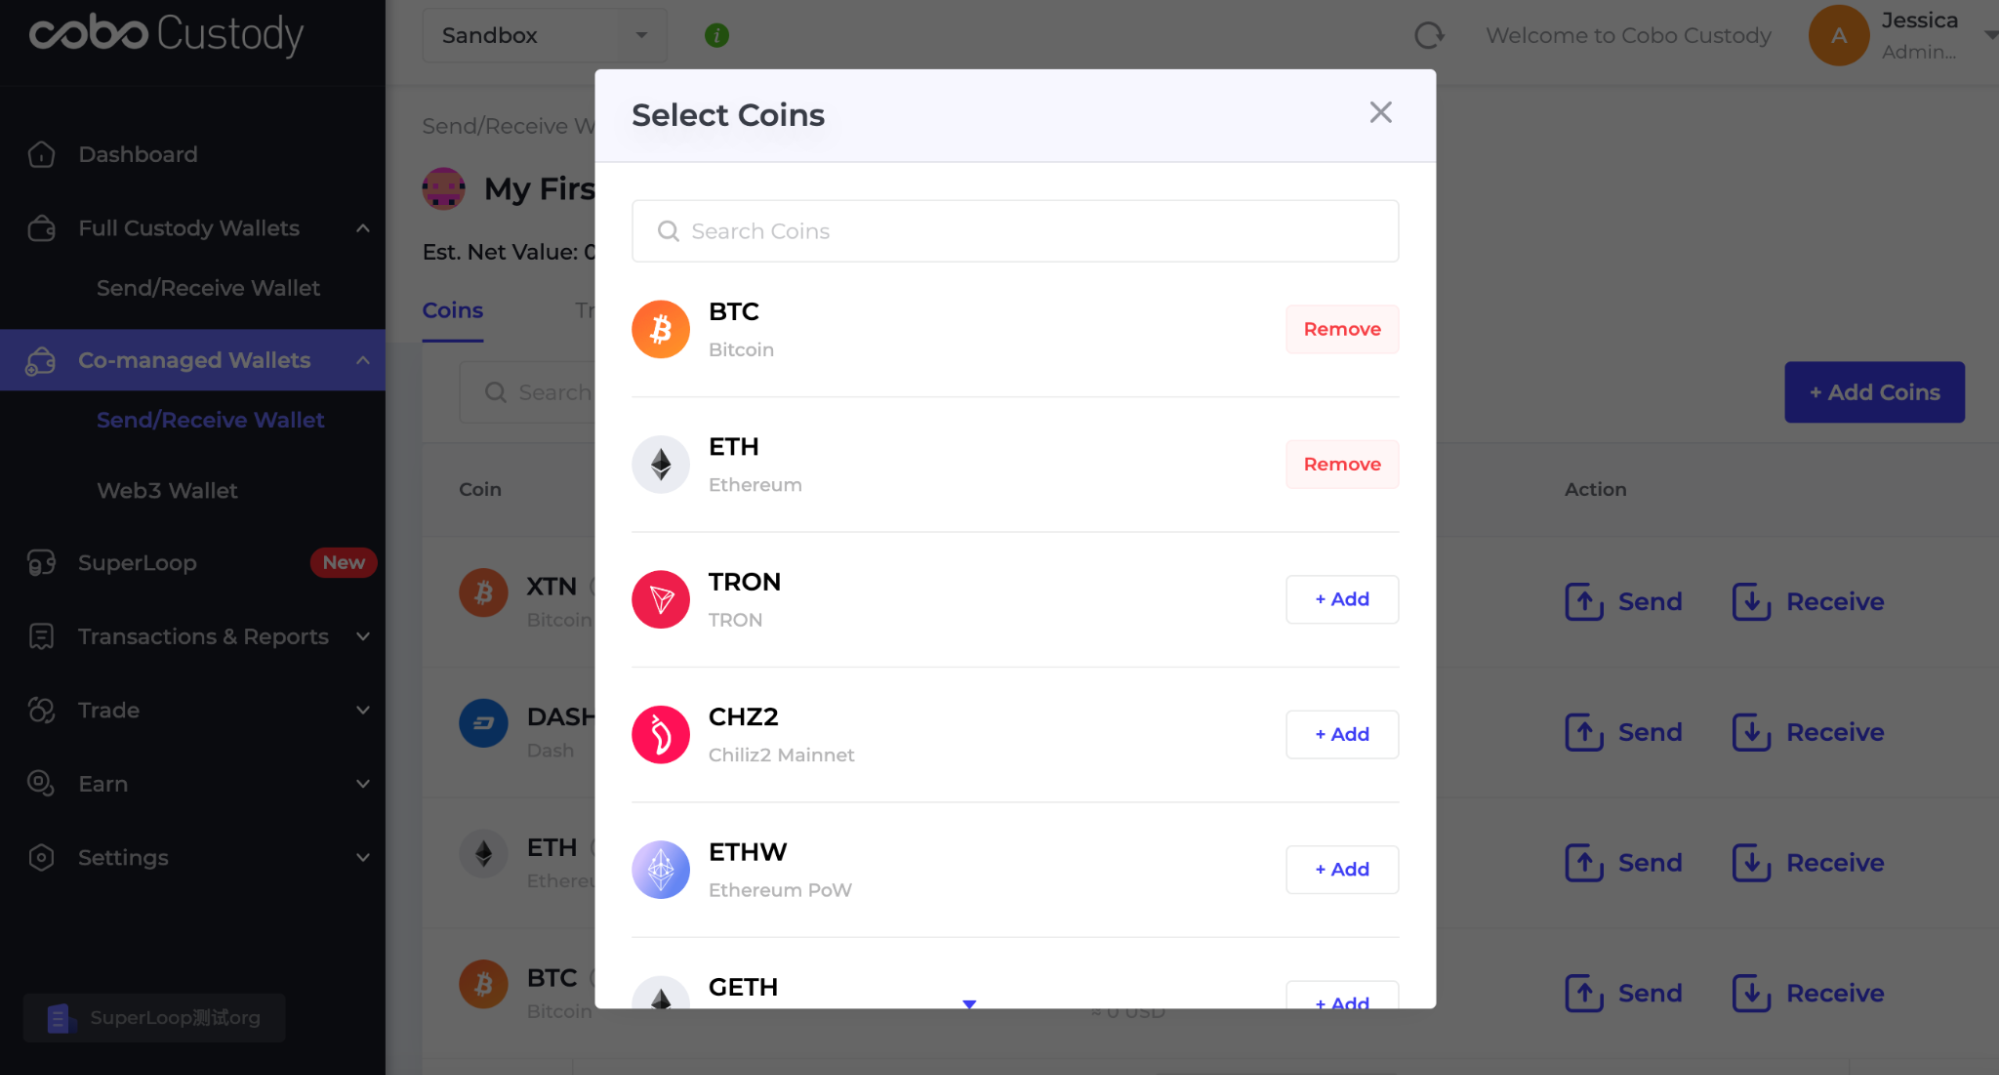 cobo Custody
Sandbox
Welcome to Cobo Custody
A
Jessica
Admin...
Dashboard
Full Custody Wallets
Send/Receive Wallet
Co-managed Wallets
Send/Receive Wallet
Web3 Wallet
SuperLoop
New
Transactions & Reports
Trade
Earn
Settings
SuperLoop测试org
Send/Receive W
My Firs
Est. Net Value: 0
Coins
Tr
Search
+ Add Coins
Coin
Action
XTN
Bitcoin
Send
Receive
DASH
Dash
Send
Receive
ETH
Ethereu
Send
Receive
BTC
Bitcoin
≈ 0 USD
Send
Receive
Select Coins
Search Coins
BTC
Bitcoin
Remove
ETH
Ethereum
Remove
TRON
TRON
+ Add
CHZ2
Chiliz2 Mainnet
+ Add
ETHW
Ethereum PoW
+ Add
GETH
+ Add